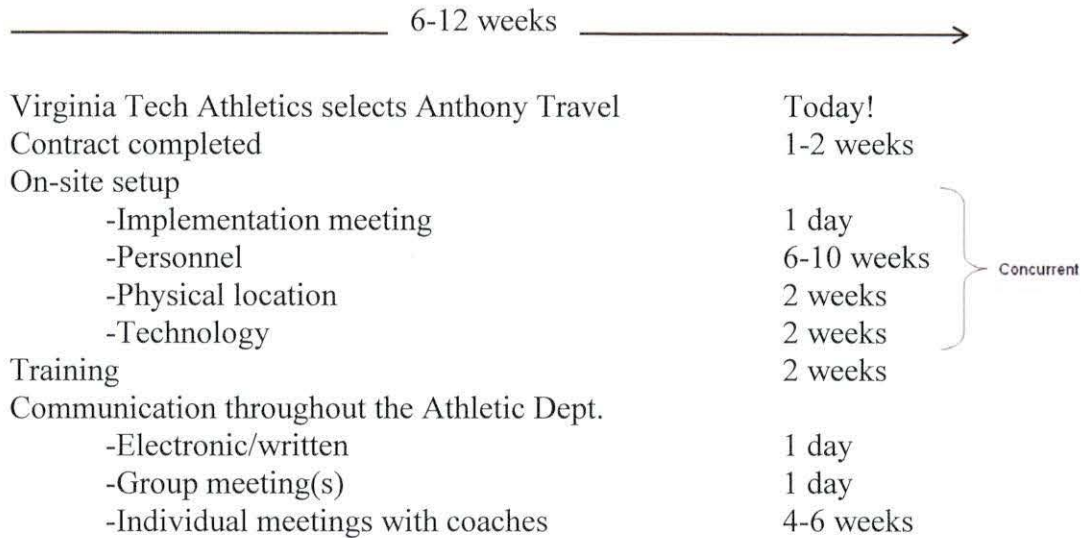 6-12 weeks
Virginia Tech Athletics selects Anthony Travel Today!
Contract completed 1-2 weeks
On-site setup
-Implementation meeting 1 day
-Personnel 6-10 weeks
Concurrent
-Physical location 2 weeks
-Technology 2 weeks
Training 2 weeks
Communication throughout the Athletic Dept.
-Electronic/written 1 day
-Group meeting(s) 1 day
-Individual meetings with coaches 4-6 weeks